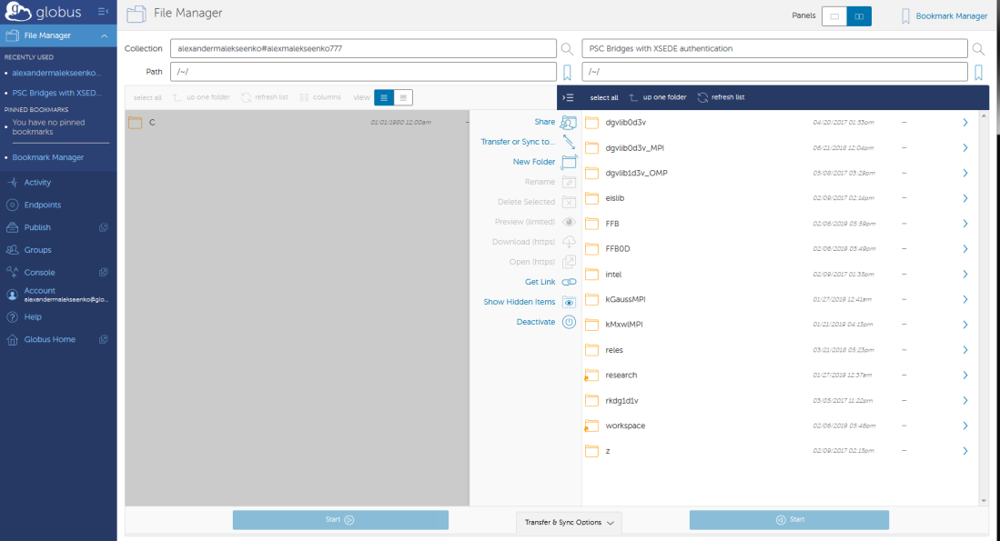 globus
File Manager
RECENTLY USED
alexandermalekseenko...
PSC Bridges with XSED...
PINNED BOOKMARKS
You have no pinned
bookmarks
Bookmark Manager
Activity
Endpoints
Publish
Groups
Console
Account
alexandermalekseenko@glo...
Help
Globus Home
File Manager
Panels
Bookmark Manager
Collection alexandermalekseenko#alexmalekseenko777
PSC Bridges with XSEDE authentication
Path /~/
/~/
select all up one folder refresh list columns view
select all up one folder refresh list
C 01/01/1980 12:00am –
Share
Transfer or Sync to...
New Folder
Rename
Delete Selected
Preview (limited)
Download (https)
Open (https)
Get Link
Show Hidden Items
Deactivate
dgvlib0d3v 04/20/2017 01:53pm –
dgvlib0d3v_MPI 06/21/2018 12:04pm –
dgvlib1d3v_OMP 05/08/2017 05:29pm –
eislib 02/09/2017 02:14pm –
FFB 02/06/2019 05:59pm –
FFB0D 02/06/2019 05:49pm –
intel 02/09/2017 01:35pm –
kGaussMPI 01/27/2019 12:41am –
kMxwlMPI 01/21/2019 04:15pm –
reles 03/21/2018 05:23pm –
research 01/27/2019 12:37am –
rkdg1d1v 03/05/2017 11:22pm –
workspace 02/06/2019 05:46pm –
z 02/09/2017 02:15pm –
Start
Transfer & Sync Options
Start